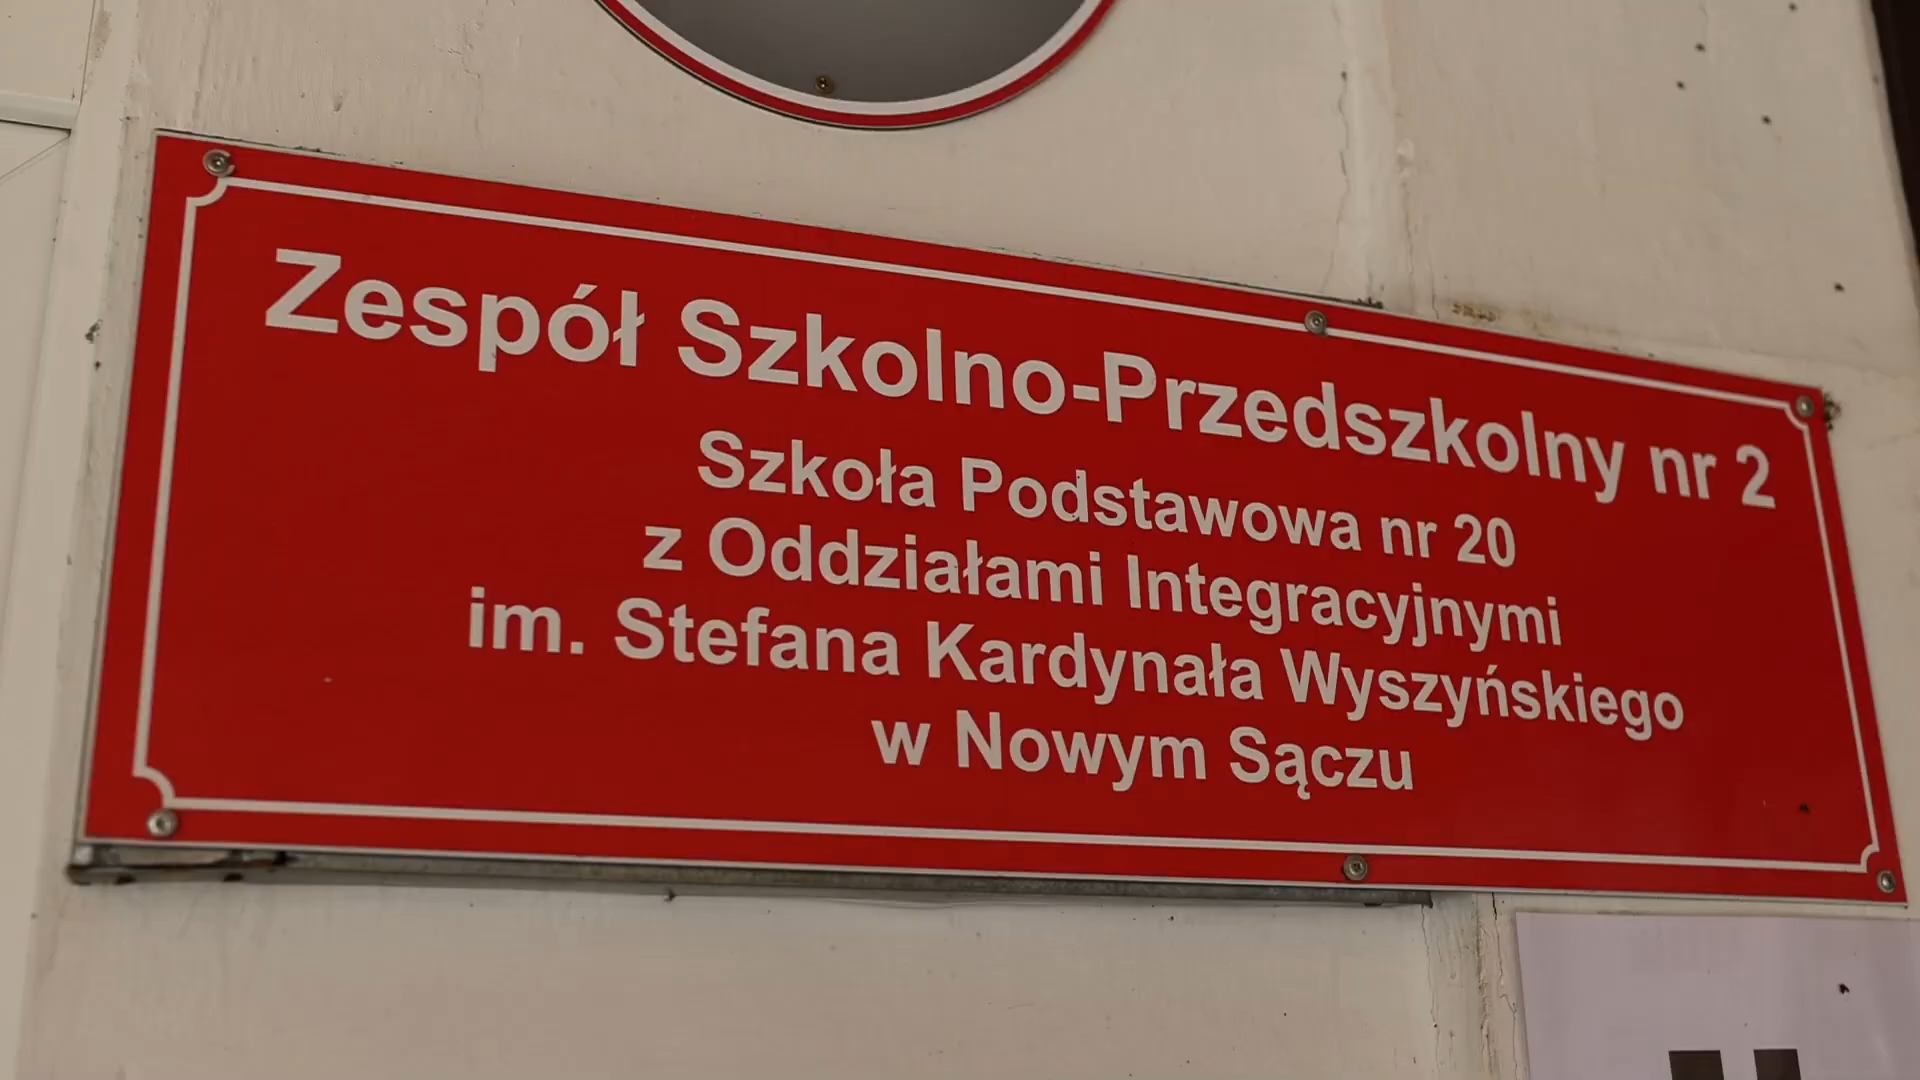 Zespół Szkolno-Przedszkolny nr 2
Szkoła Podstawowa nr 20
z Oddziałami Integracyjnymi
im. Stefana Kardynała Wyszyńskiego
w Nowym Sączu